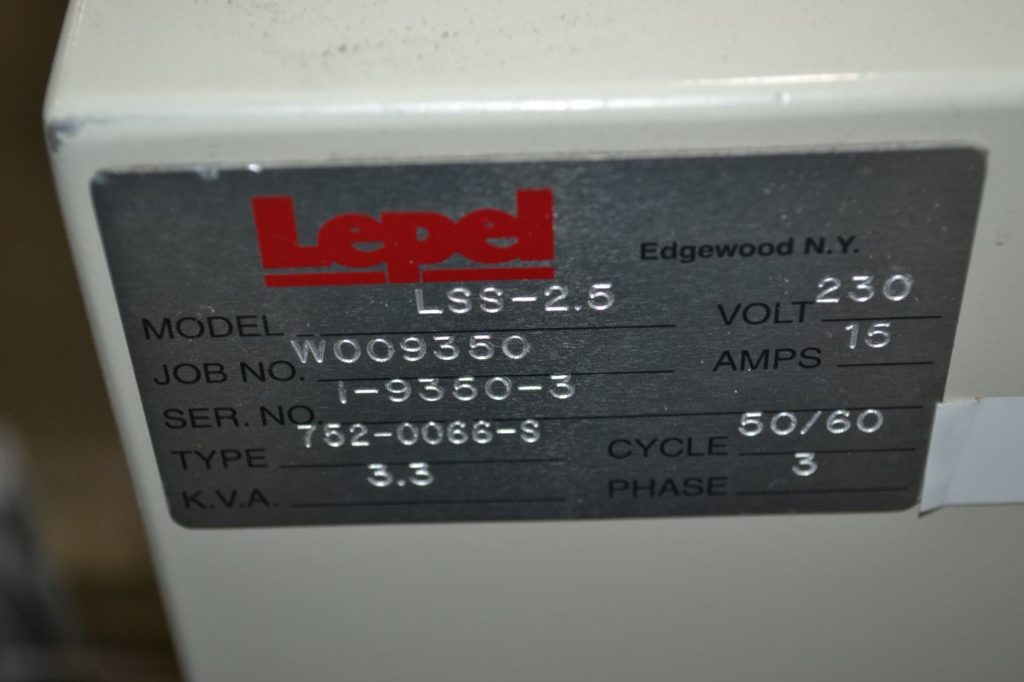 Lepel Edgewood N.Y.
MODEL LSS-2.5 VOLT 230
JOB NO. W009350 AMPS 15
SER. NO. 1-9350-3
TYPE 752-0066-S CYCLE 50/60
K.V.A. 3.3 PHASE 3